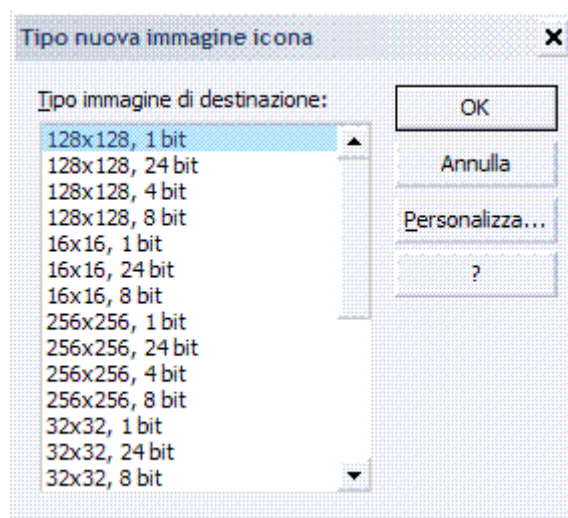 Tipo nuova immagine icona
Tipo immagine di destinazione:
128x128, 1 bit
128x128, 24 bit
128x128, 4 bit
128x128, 8 bit
16x16, 1 bit
16x16, 24 bit
16x16, 8 bit
256x256, 1 bit
256x256, 24 bit
256x256, 4 bit
256x256, 8 bit
32x32, 1 bit
32x32, 24 bit
32x32, 8 bit
OK
Annulla
Personalizza...
?